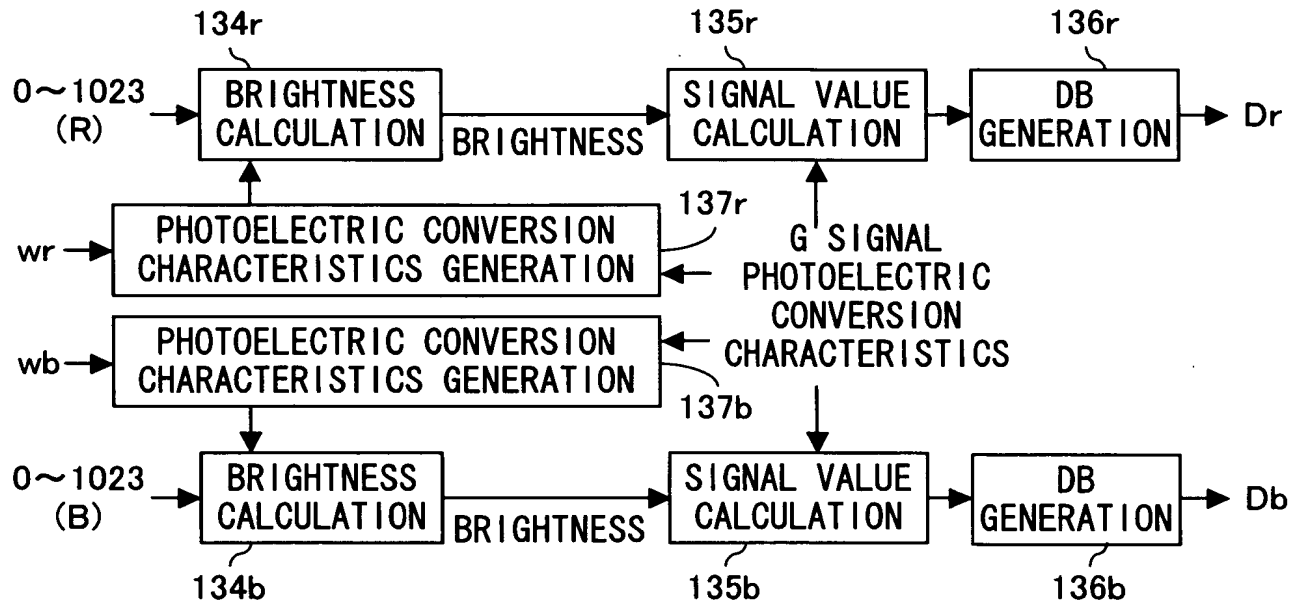 134r
135r
136r
0～1023
(R)
BRIGHTNESS
CALCULATION
BRIGHTNESS
SIGNAL VALUE
CALCULATION
DB
GENERATION
Dr
wr
PHOTOELECTRIC CONVERSION
CHARACTERISTICS GENERATION
137r
G SIGNAL
PHOTOELECTRIC
CONVERSION
CHARACTERISTICS
wb
PHOTOELECTRIC CONVERSION
CHARACTERISTICS GENERATION
137b
0～1023
(B)
BRIGHTNESS
CALCULATION
BRIGHTNESS
SIGNAL VALUE
CALCULATION
DB
GENERATION
Db
134b
135b
136b